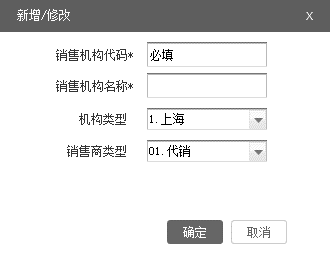 新增/修改 X
销售机构代码* 必填
销售机构名称*
机构类型 1.上海
销售商类型 01.代销
确定 取消